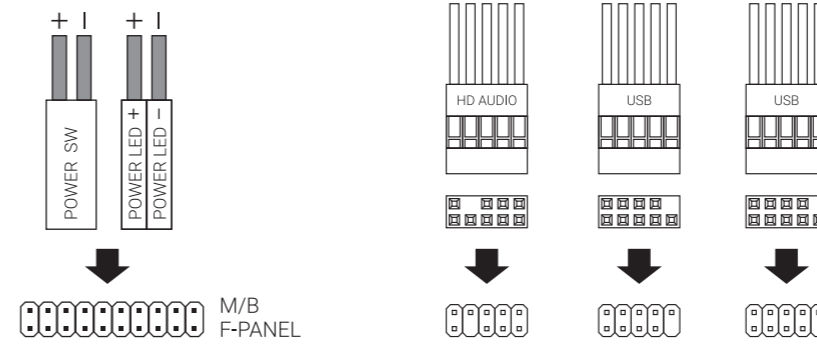 + − + −
POWER SW
POWER LED +
POWER LED −
HD AUDIO
USB
USB
M/B
F-PANEL